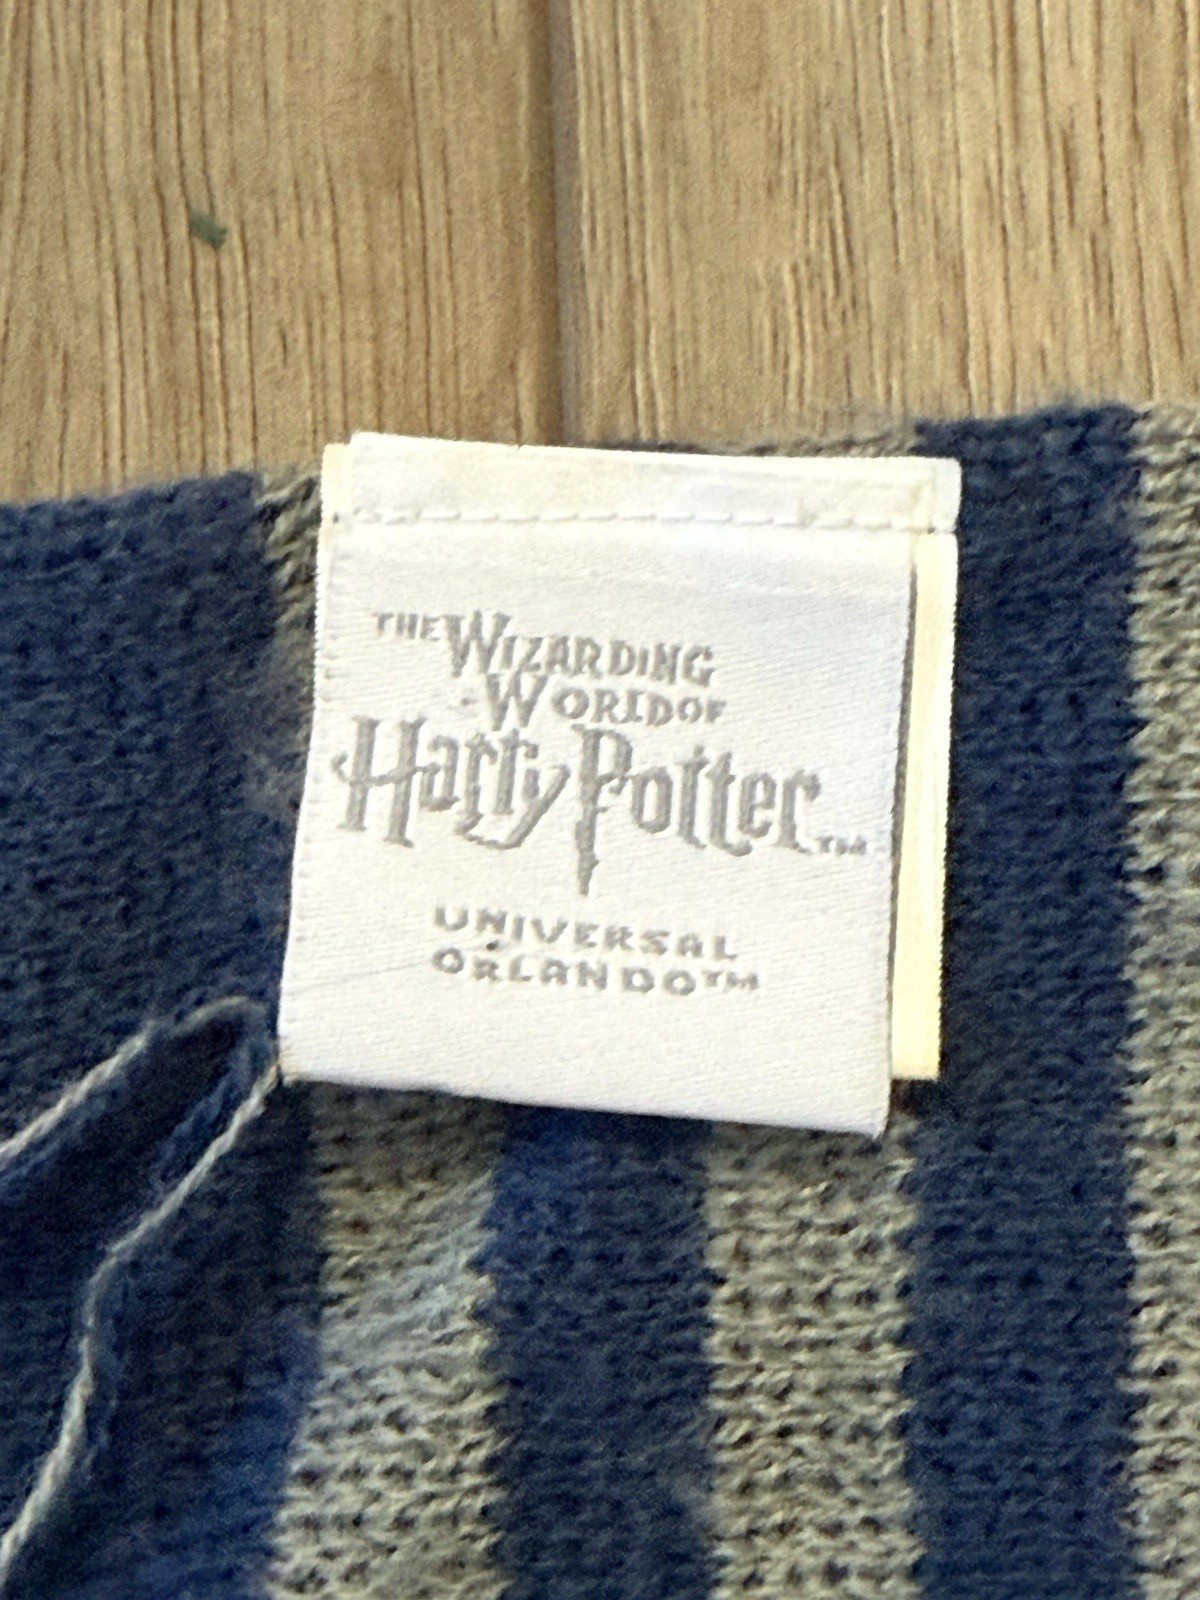 THE WIZARDING
WORLD OF
Harry Potter™
UNIVERSAL
ORLANDO™